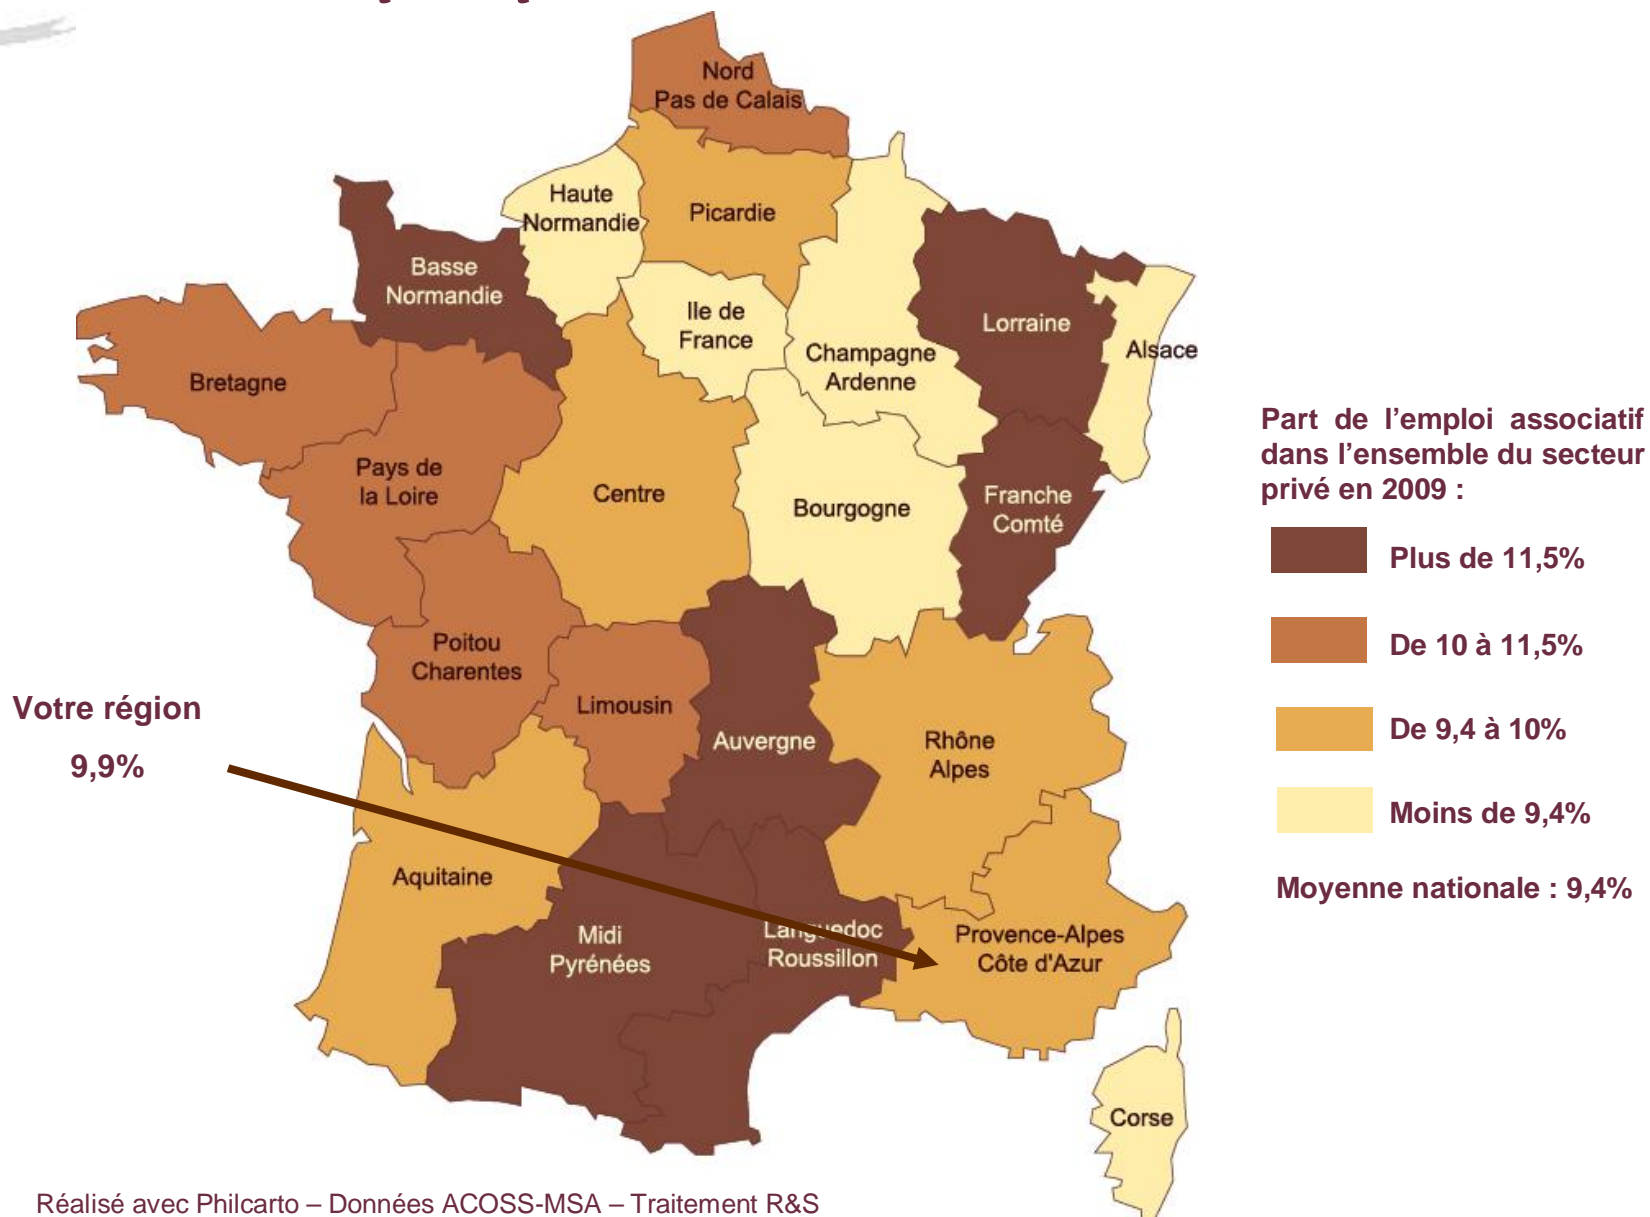 Nord
Pas de Calais
Haute
Normandie
Picardie
Basse
Normandie
Ile de
France
Champagne
Ardenne
Lorraine
Alsace
Bretagne
Pays de
la Loire
Centre
Bourgogne
Franche
Comté
Poitou
Charentes
Limousin
Auvergne
Rhône
Alpes
Aquitaine
Midi
Pyrénées
Languedoc
Roussillon
Provence-Alpes
Côte d'Azur
Corse
Votre région
9,9%
Part de l’emploi associatif
dans l’ensemble du secteur
privé en 2009 :
Plus de 11,5%
De 10 à 11,5%
De 9,4 à 10%
Moins de 9,4%
Moyenne nationale : 9,4%
Réalisé avec Philcarto – Données ACOSS-MSA – Traitement R&S